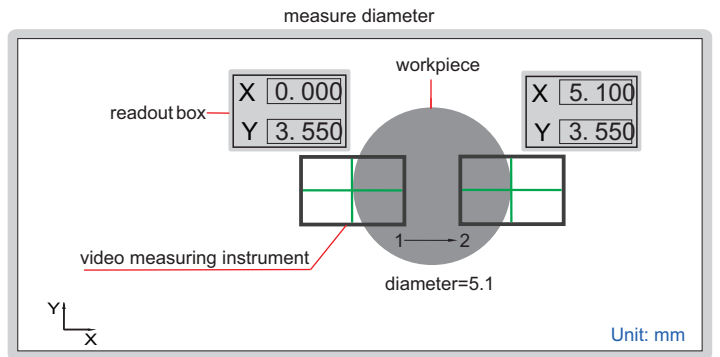 measure diameter
workpiece
X 0. 000
Y 3. 550
X 5. 100
Y 3. 550
readout box
1 2
video measuring instrument
diameter=5.1
Y
X
Unit: mm